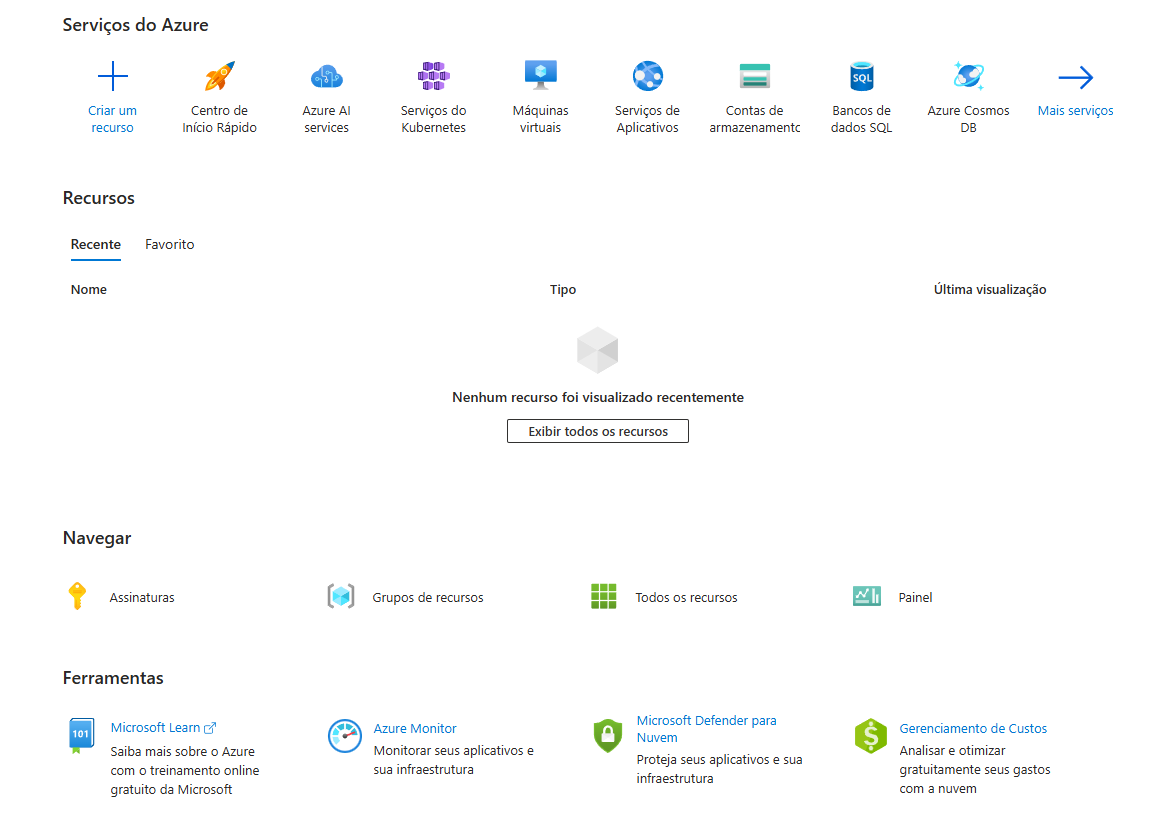 Serviços do Azure
Criar um
recurso
Centro de
Início Rápido
Azure AI
services
Serviços do
Kubernetes
Máquinas
virtuais
Serviços de
Aplicativos
Contas de
armazenamentc
SQL
Bancos de
dados SQL
Azure Cosmos
DB
Mais serviços
Recursos
Recente Favorito
Nome Tipo Última visualização
Nenhum recurso foi visualizado recentemente
Exibir todos os recursos
Navegar
Assinaturas Grupos de recursos Todos os recursos Painel
Ferramentas
101
Microsoft Learn
Saiba mais sobre o Azure
com o treinamento online
gratuito da Microsoft
Azure Monitor
Monitorar seus aplicativos e
sua infraestrutura
Microsoft Defender para
Nuvem
Proteja seus aplicativos e sua
infraestrutura
$
Gerenciamento de Custos
Analisar e otimizar
gratuitamente seus gastos
com a nuvem